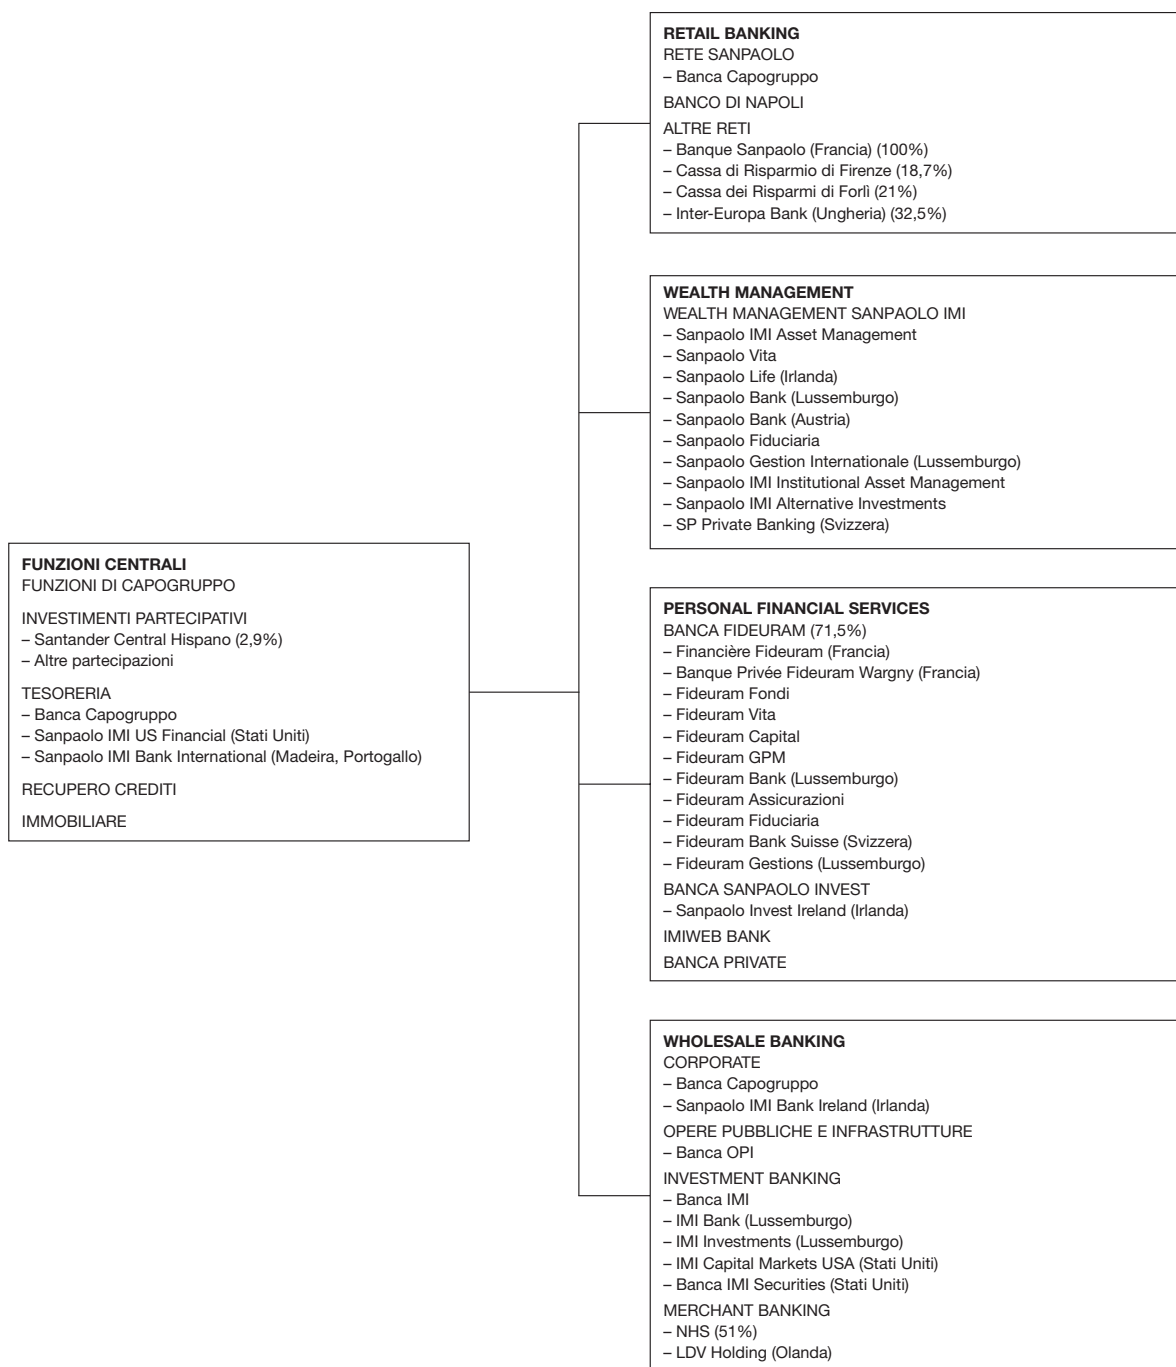 RETAIL BANKING
RETE SANPAOLO
– Banca Capogruppo
BANCO DI NAPOLI
ALTRE RETI
– Banque Sanpaolo (Francia) (100%)
– Cassa di Risparmio di Firenze (18,7%)
– Cassa dei Risparmi di Forlì (21%)
– Inter-Europa Bank (Ungheria) (32,5%)
WEALTH MANAGEMENT
WEALTH MANAGEMENT SANPAOLO IMI
– Sanpaolo IMI Asset Management
– Sanpaolo Vita
– Sanpaolo Life (Irlanda)
– Sanpaolo Bank (Lussemburgo)
– Sanpaolo Bank (Austria)
– Sanpaolo Fiduciaria
– Sanpaolo Gestion Internationale (Lussemburgo)
– Sanpaolo IMI Institutional Asset Management
– Sanpaolo IMI Alternative Investments
– SP Private Banking (Svizzera)
FUNZIONI CENTRALI
FUNZIONI DI CAPOGRUPPO
INVESTIMENTI PARTECIPATIVI
– Santander Central Hispano (2,9%)
– Altre partecipazioni
TESORERIA
– Banca Capogruppo
– Sanpaolo IMI US Financial (Stati Uniti)
– Sanpaolo IMI Bank International (Madeira, Portogallo)
RECUPERO CREDITI
IMMOBILIARE
PERSONAL FINANCIAL SERVICES
BANCA FIDEURAM (71,5%)
– Financière Fideuram (Francia)
– Banque Privée Fideuram Wargny (Francia)
– Fideuram Fondi
– Fideuram Vita
– Fideuram Capital
– Fideuram GPM
– Fideuram Bank (Lussemburgo)
– Fideuram Assicurazioni
– Fideuram Fiduciaria
– Fideuram Bank Suisse (Svizzera)
– Fideuram Gestions (Lussemburgo)
BANCA SANPAOLO INVEST
– Sanpaolo Invest Ireland (Irlanda)
IMIWEB BANK
BANCA PRIVATE
WHOLESALE BANKING
CORPORATE
– Banca Capogruppo
– Sanpaolo IMI Bank Ireland (Irlanda)
OPERE PUBBLICHE E INFRASTRUTTURE
– Banca OPI
INVESTMENT BANKING
– Banca IMI
– IMI Bank (Lussemburgo)
– IMI Investments (Lussemburgo)
– IMI Capital Markets USA (Stati Uniti)
– Banca IMI Securities (Stati Uniti)
MERCHANT BANKING
– NHS (51%)
– LDV Holding (Olanda)